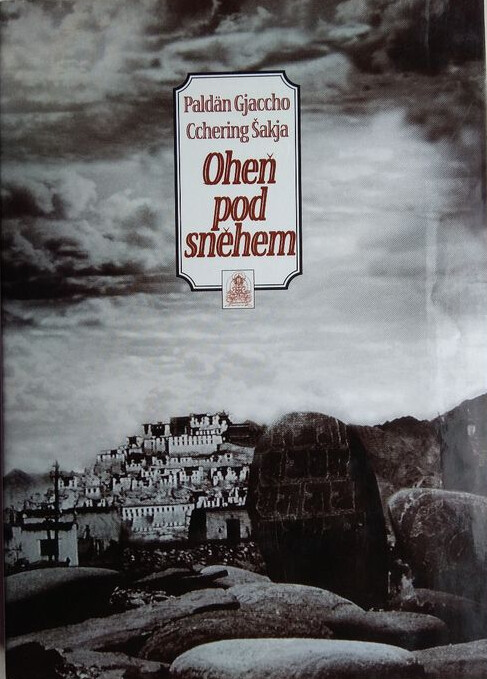 Paldän Gjaccho
Cchering Šakja
Oheň
pod
sněhem